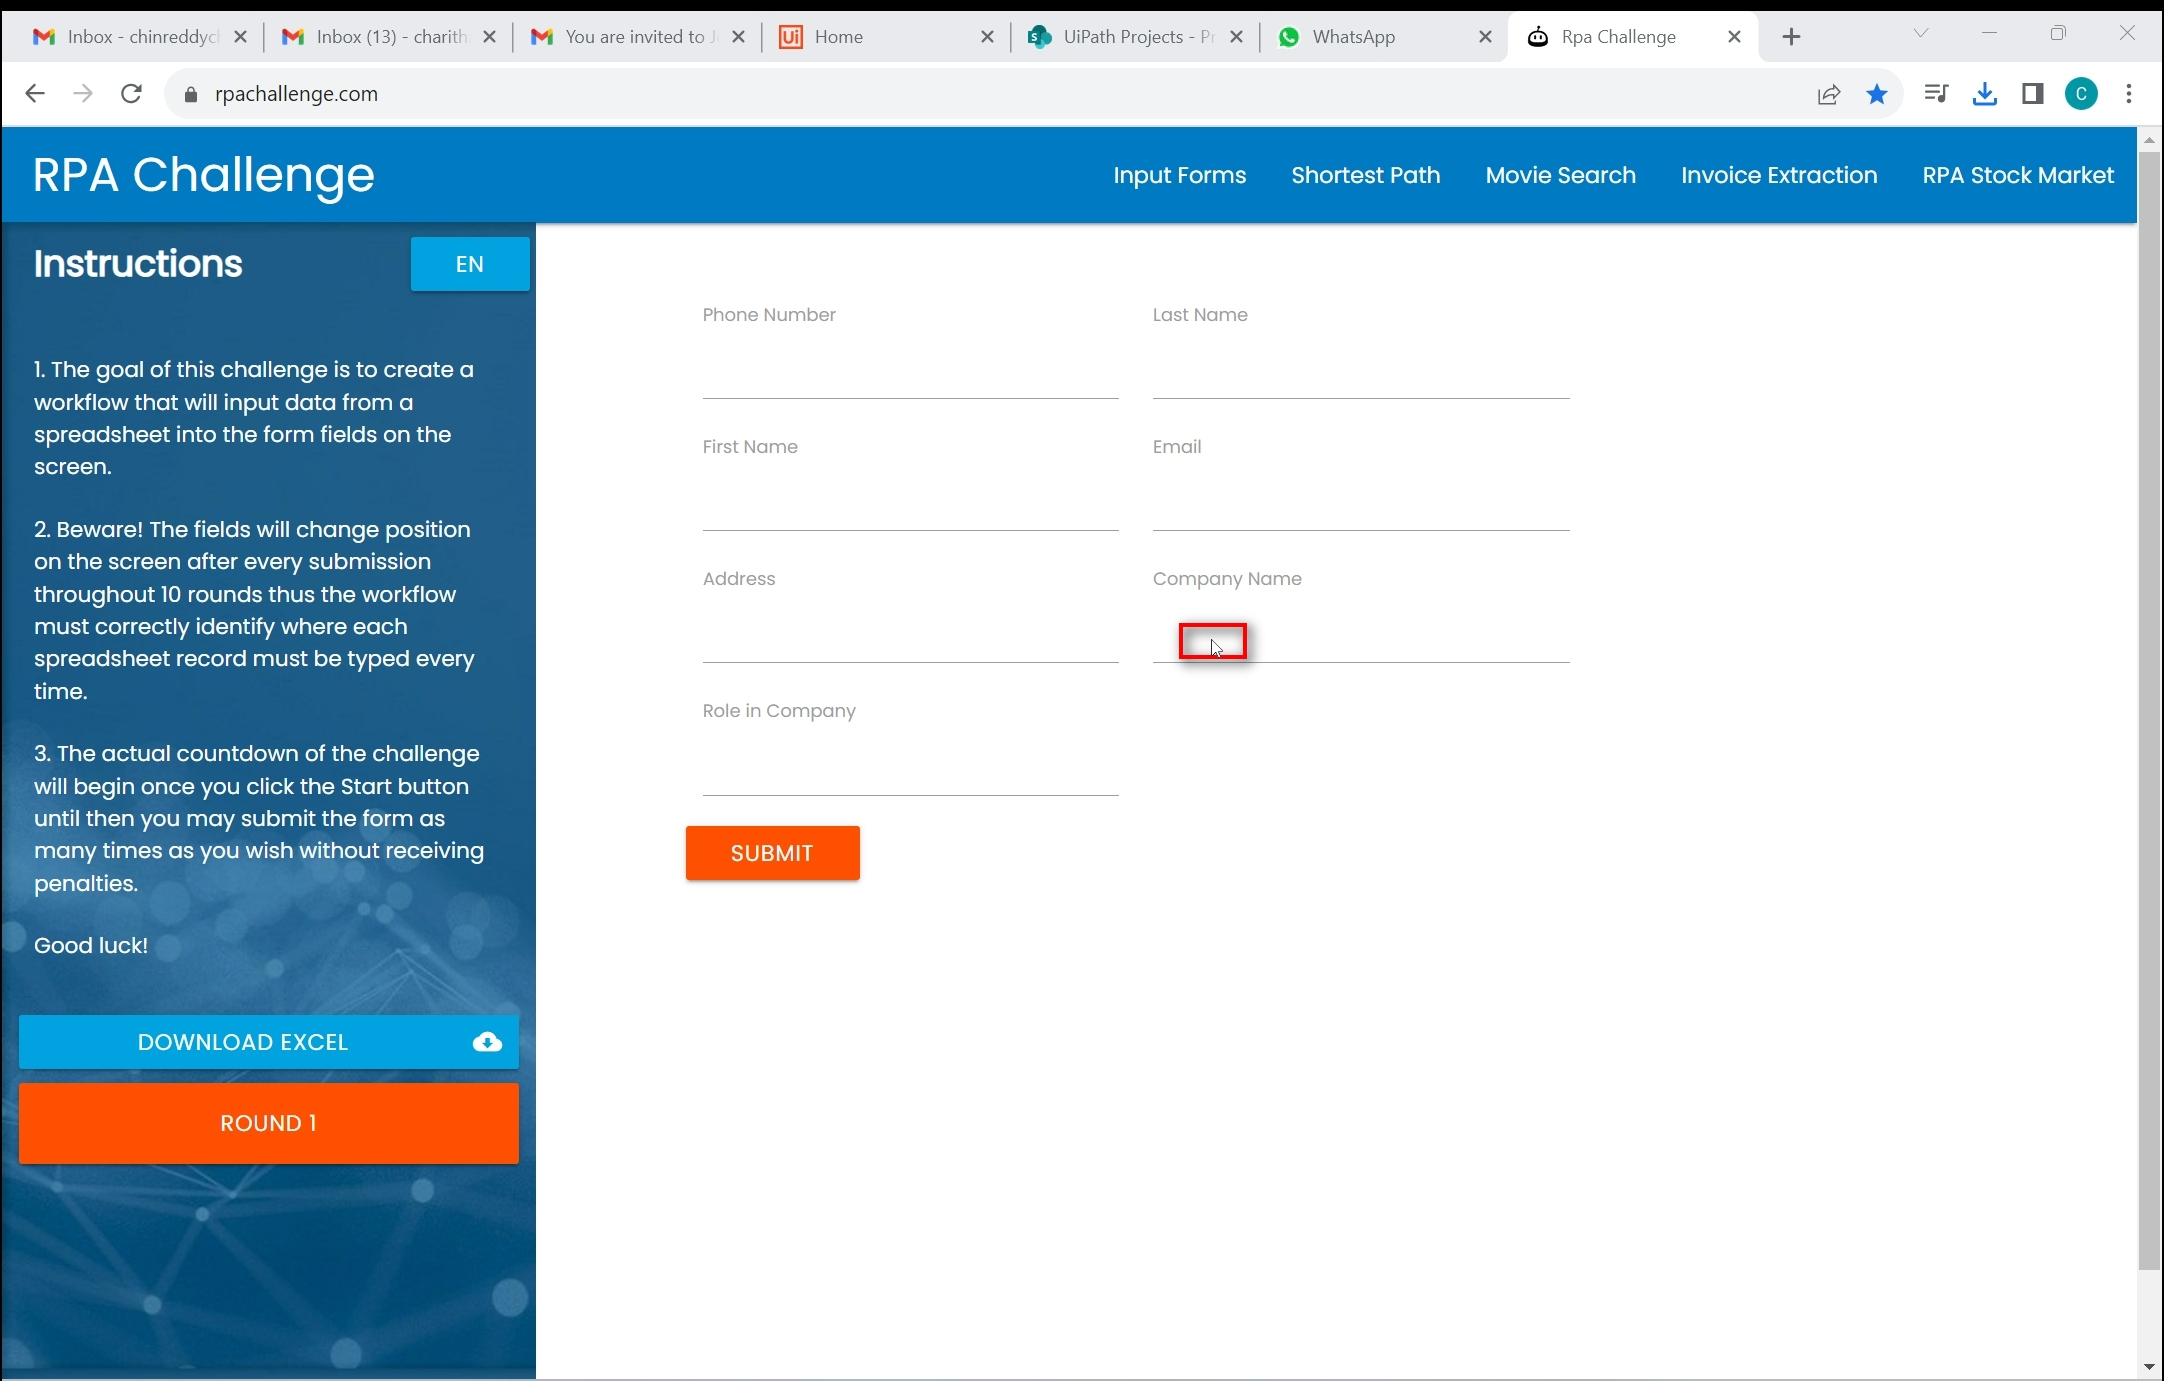 Inbox - chinreddyc
Inbox (13) - charith
You are invited to
Ui
Home
S
UiPath Projects - Pr
WhatsApp
Rpa Challenge
rpachallenge.com
C
RPA Challenge
Input Forms
Shortest Path
Movie Search
Invoice Extraction
RPA Stock Market
Instructions
EN
1. The goal of this challenge is to create a
workflow that will input data from a
spreadsheet into the form fields on the
screen.
2. Beware! The fields will change position
on the screen after every submission
throughout 10 rounds thus the workflow
must correctly identify where each
spreadsheet record must be typed every
time.
3. The actual countdown of the challenge
will begin once you click the Start button
until then you may submit the form as
many times as you wish without receiving
penalties.
Good luck!
DOWNLOAD EXCEL
ROUND 1
Phone Number
Last Name
First Name
Email
Address
Company Name
Role in Company
SUBMIT